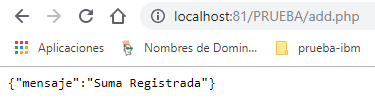 localhost:81/PRUEBA/add.php
Aplicaciones Nombres de Domin... prueba-ibm
{"mensaje":"Suma Registrada"}